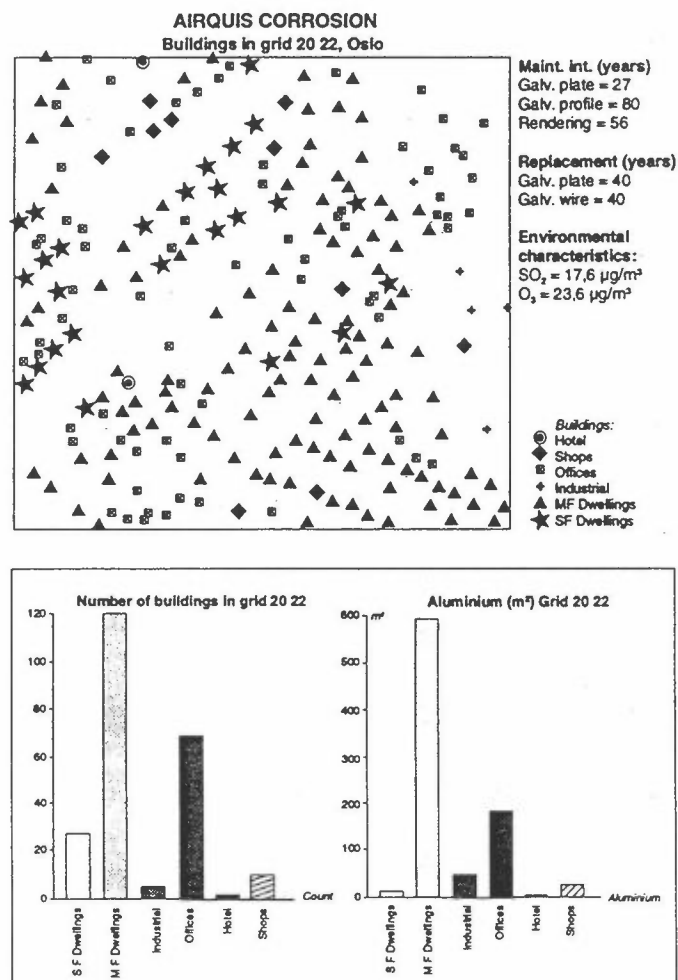 AIRQUIS CORROSION
Buildings in grid 20 22, Oslo
Maint. int. (years)
Galv. plate = 27
Galv. profile = 80
Rendering = 56
Replacement (years)
Galv. plate = 40
Galv. wire = 40
Environmental
characteristics:
SO₂ = 17,6 µg/m³
O₃ = 23,6 µg/m³
Buildings:
Hotel
Shops
Offices
Industrial
MF Dwellings
SF Dwellings
Number of buildings in grid 20 22
120
100
80
60
40
20
0
Count
S F Dwellings
M F Dwellings
Industrial
Offices
Hotel
Shops
Aluminium (m²) Grid 20 22
m²
600
500
400
300
200
100
0
Aluminium
S F Dwellings
M F Dwellings
Industrial
Offices
Hotel
Shops